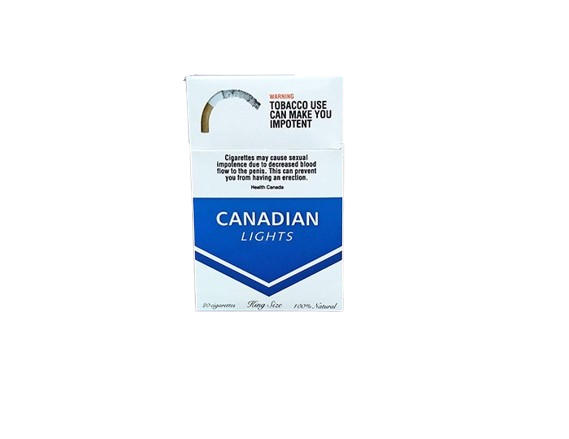 WARNING
TOBACCO USE
CAN MAKE YOU
IMPOTENT
Cigarettes may cause sexual
impotence due to decreased blood
flow to the penis. This can prevent
you from having an erection.
Health Canada
CANADIAN
LIGHTS
20 cigarettes King Size 100% Natural